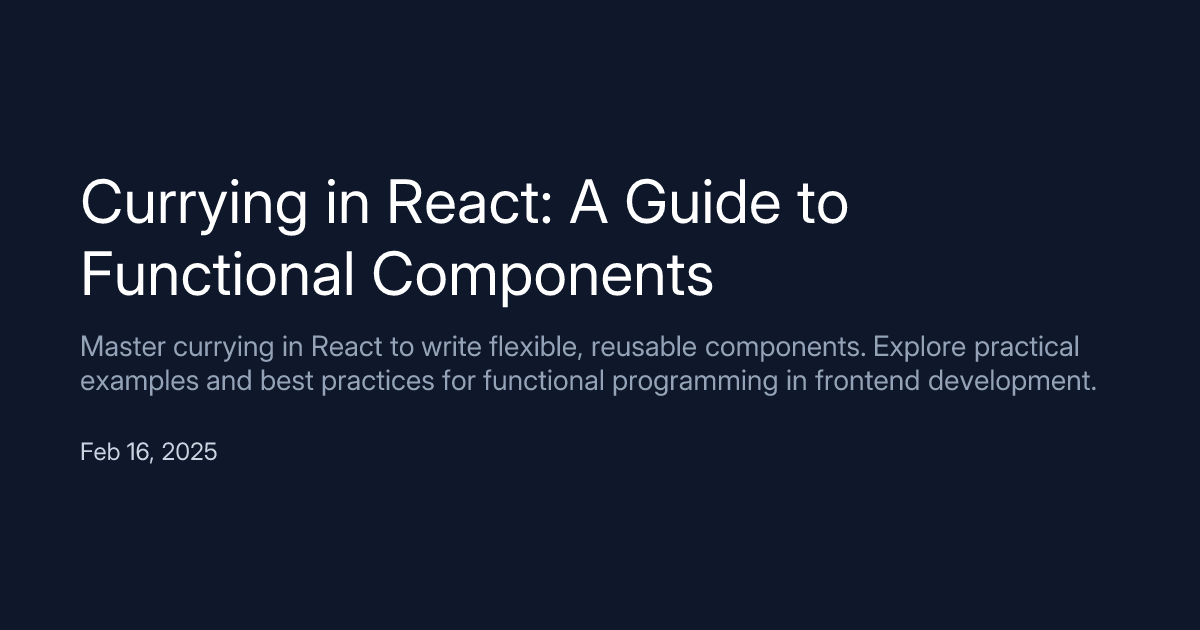 Currying in React: A Guide to
Functional Components
Master currying in React to write flexible, reusable components. Explore practical
examples and best practices for functional programming in frontend development.
Feb 16, 2025